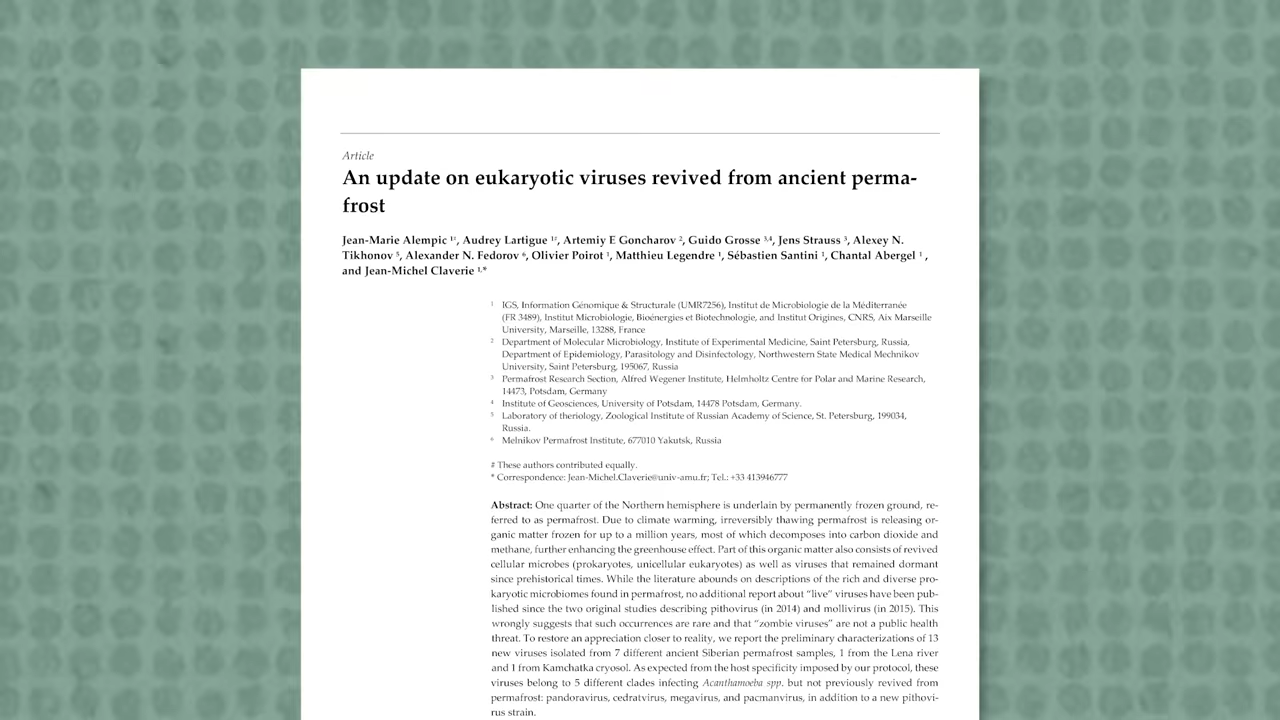 Article
An update on eukaryotic viruses revived from ancient perma-
frost
Jean-Marie Alempic ¹ᶧ, Audrey Lartigue ¹ᶧ, Artemiy E Goncharov ², Guido Grosse ³,⁴, Jens Strauss ³, Alexey N.
Tikhonov ⁵, Alexander N. Fedorov ⁶, Olivier Poirot ¹, Matthieu Legendre ¹, Sébastien Santini ¹, Chantal Abergel ¹ ,
and Jean-Michel Claverie ¹,*
¹ IGS, Information Génomique & Structurale (UMR7256), Institut de Microbiologie de la Méditerranée
(FR 3489), Institut Microbiologie, Bioénergies et Biotechnologie, and Institut Origines, CNRS, Aix Marseille
University, Marseille, 13288, France
² Department of Molecular Microbiology, Institute of Experimental Medicine, Saint Petersburg, Russia,
Department of Epidemiology, Parasitology and Disinfectology, Northwestern State Medical Mechnikov
University, Saint Petersburg, 195067, Russia
³ Permafrost Research Section, Alfred Wegener Institute, Helmholtz Centre for Polar and Marine Research,
14473, Potsdam, Germany
⁴ Institute of Geosciences, University of Potsdam, 14478 Potsdam, Germany.
⁵ Laboratory of theriology, Zoological Institute of Russian Academy of Science, St. Petersburg, 199034,
Russia.
⁶ Melnikov Permafrost Institute, 677010 Yakutsk, Russia
# These authors contributed equally.
* Correspondence: Jean-Michel.Claverie@univ-amu.fr; Tel.: +33 413946777
Abstract: One quarter of the Northern hemisphere is underlain by permanently frozen ground, re-
ferred to as permafrost. Due to climate warming, irreversibly thawing permafrost is releasing or-
ganic matter frozen for up to a million years, most of which decomposes into carbon dioxide and
methane, further enhancing the greenhouse effect. Part of this organic matter also consists of revived
cellular microbes (prokaryotes, unicellular eukaryotes) as well as viruses that remained dormant
since prehistorical times. While the literature abounds on descriptions of the rich and diverse pro-
karyotic microbiomes found in permafrost, no additional report about “live” viruses have been pub-
lished since the two original studies describing pithovirus (in 2014) and mollivirus (in 2015). This
wrongly suggests that such occurrences are rare and that “zombie viruses” are not a public health
threat. To restore an appreciation closer to reality, we report the preliminary characterizations of 13
new viruses isolated from 7 different ancient Siberian permafrost samples, 1 from the Lena river
and 1 from Kamchatka cryosol. As expected from the host specificity imposed by our protocol, these
viruses belong to 5 different clades infecting Acanthamoeba spp. but not previously revived from
permafrost: pandoravirus, cedratvirus, megavirus, and pacmanvirus, in addition to a new pithovi-
rus strain.